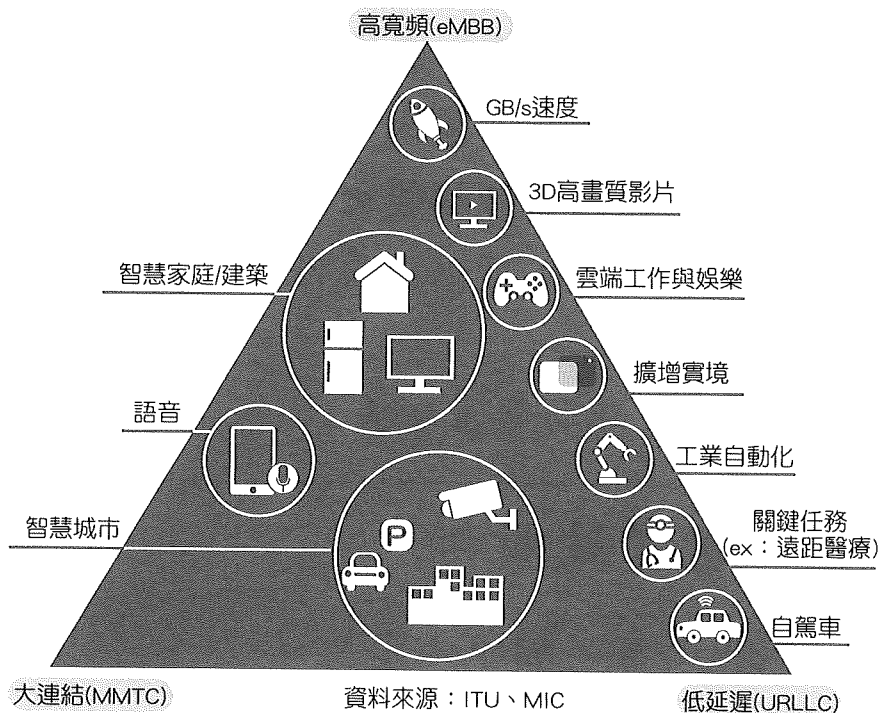 高寬頻(eMBB)
GB/s速度
3D高畫質影片
智慧家庭/建築
雲端工作與娛樂
擴增實境
語音
工業自動化
智慧城市
P
關鍵任務
(ex：遠距醫療)
自駕車
大連結(MMTC)
資料來源：ITU、MIC
低延遲(URLLC)